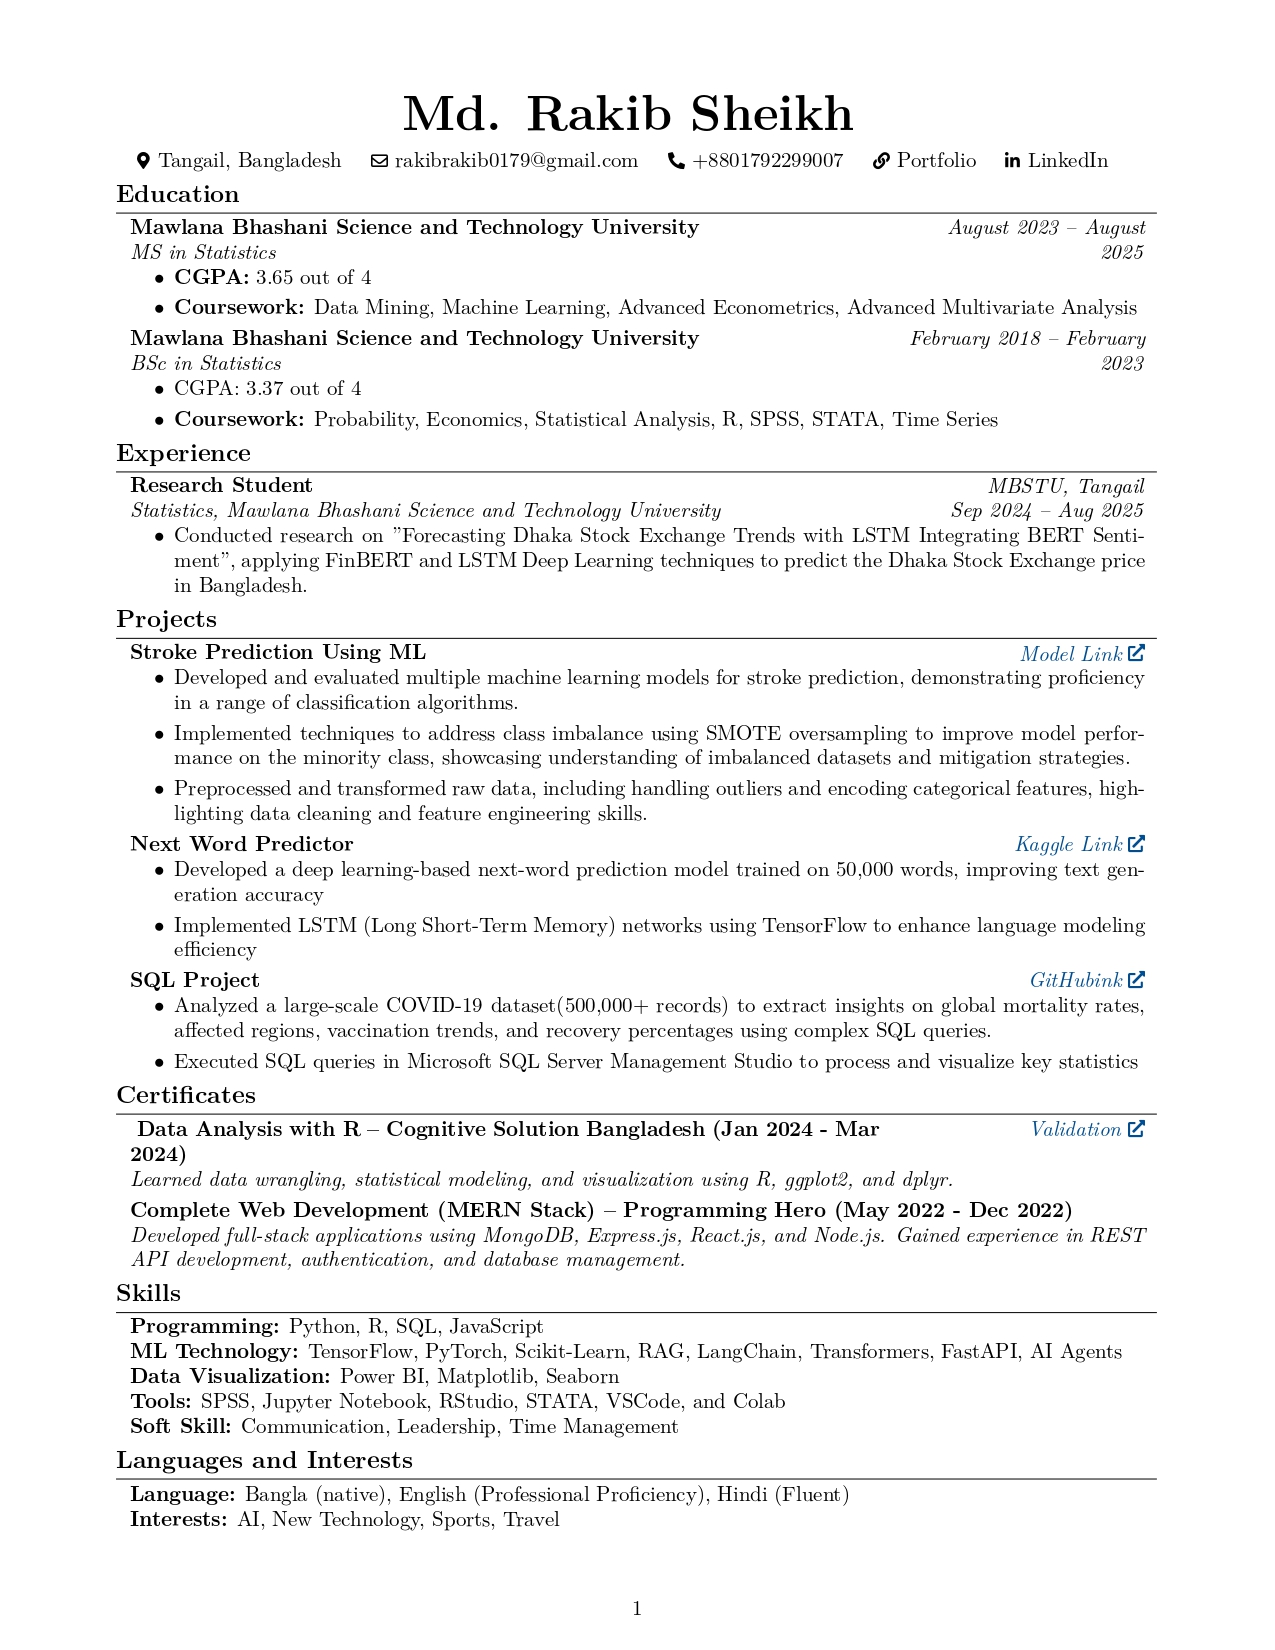 Md. Rakib Sheikh
Tangail, Bangladesh rakibrakib0179@gmail.com +8801792299007 Portfolio LinkedIn
Education
Mawlana Bhashani Science and Technology University August 2023 – August
MS in Statistics 2025
• CGPA: 3.65 out of 4
• Coursework: Data Mining, Machine Learning, Advanced Econometrics, Advanced Multivariate Analysis
Mawlana Bhashani Science and Technology University February 2018 – February
BSc in Statistics 2023
• CGPA: 3.37 out of 4
• Coursework: Probability, Economics, Statistical Analysis, R, SPSS, STATA, Time Series
Experience
Research Student MBSTU, Tangail
Statistics, Mawlana Bhashani Science and Technology University Sep 2024 – Aug 2025
• Conducted research on ”Forecasting Dhaka Stock Exchange Trends with LSTM Integrating BERT Senti-
ment”, applying FinBERT and LSTM Deep Learning techniques to predict the Dhaka Stock Exchange price
in Bangladesh.
Projects
Stroke Prediction Using ML Model Link
• Developed and evaluated multiple machine learning models for stroke prediction, demonstrating proficiency
in a range of classification algorithms.
• Implemented techniques to address class imbalance using SMOTE oversampling to improve model perfor-
mance on the minority class, showcasing understanding of imbalanced datasets and mitigation strategies.
• Preprocessed and transformed raw data, including handling outliers and encoding categorical features, high-
lighting data cleaning and feature engineering skills.
Next Word Predictor Kaggle Link
• Developed a deep learning-based next-word prediction model trained on 50,000 words, improving text gen-
eration accuracy
• Implemented LSTM (Long Short-Term Memory) networks using TensorFlow to enhance language modeling
efficiency
SQL Project GitHubink
• Analyzed a large-scale COVID-19 dataset(500,000+ records) to extract insights on global mortality rates,
affected regions, vaccination trends, and recovery percentages using complex SQL queries.
• Executed SQL queries in Microsoft SQL Server Management Studio to process and visualize key statistics
Certificates
Data Analysis with R – Cognitive Solution Bangladesh (Jan 2024 - Mar Validation
2024)
Learned data wrangling, statistical modeling, and visualization using R, ggplot2, and dplyr.
Complete Web Development (MERN Stack) – Programming Hero (May 2022 - Dec 2022)
Developed full-stack applications using MongoDB, Express.js, React.js, and Node.js. Gained experience in REST
API development, authentication, and database management.
Skills
Programming: Python, R, SQL, JavaScript
ML Technology: TensorFlow, PyTorch, Scikit-Learn, RAG, LangChain, Transformers, FastAPI, AI Agents
Data Visualization: Power BI, Matplotlib, Seaborn
Tools: SPSS, Jupyter Notebook, RStudio, STATA, VSCode, and Colab
Soft Skill: Communication, Leadership, Time Management
Languages and Interests
Language: Bangla (native), English (Professional Proficiency), Hindi (Fluent)
Interests: AI, New Technology, Sports, Travel
1